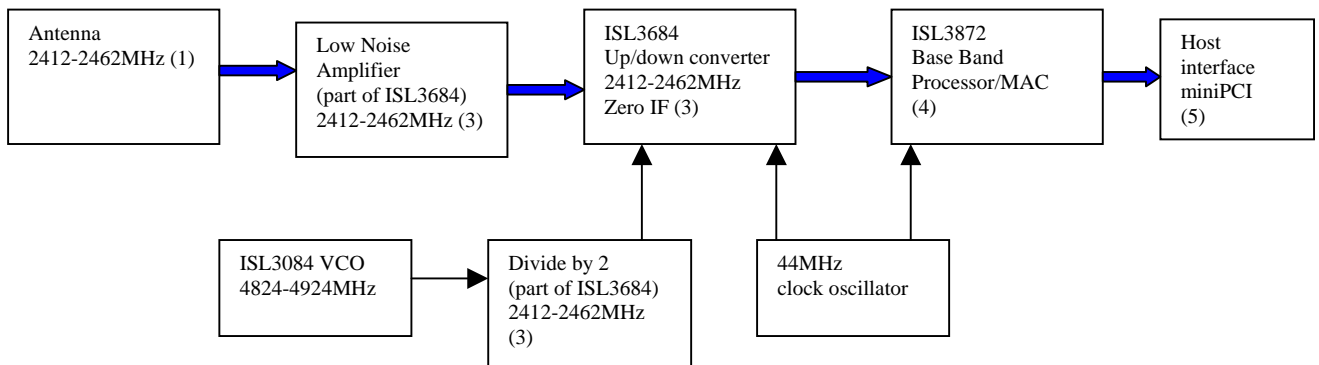 Antenna
2412-2462MHz (1)
Low Noise
Amplifier
(part of ISL3684)
2412-2462MHz (3)
ISL3684
Up/down converter
2412-2462MHz
Zero IF (3)
ISL3872
Base Band
Processor/MAC
(4)
Host
interface
miniPCI
(5)
ISL3084 VCO
4824-4924MHz
Divide by 2
(part of ISL3684)
2412-2462MHz
(3)
44MHz
clock oscillator